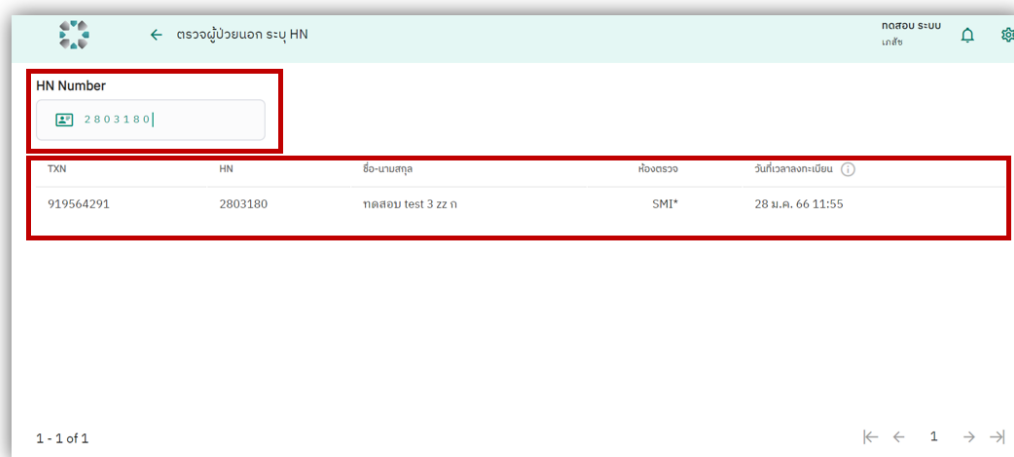 ตรวจผู้ป่วยนอก ระบุ HN
ทดสอบ ระบบ
เภสัช
HN Number
2803180
TXN HN ชื่อ-นามสกุล ห้องตรวจ วันที่เวลาลงทะเบียน
919564291 2803180 ทดสอบ test 3 zz ก SMI* 28 ม.ค. 66 11:55
1 - 1 of 1 1